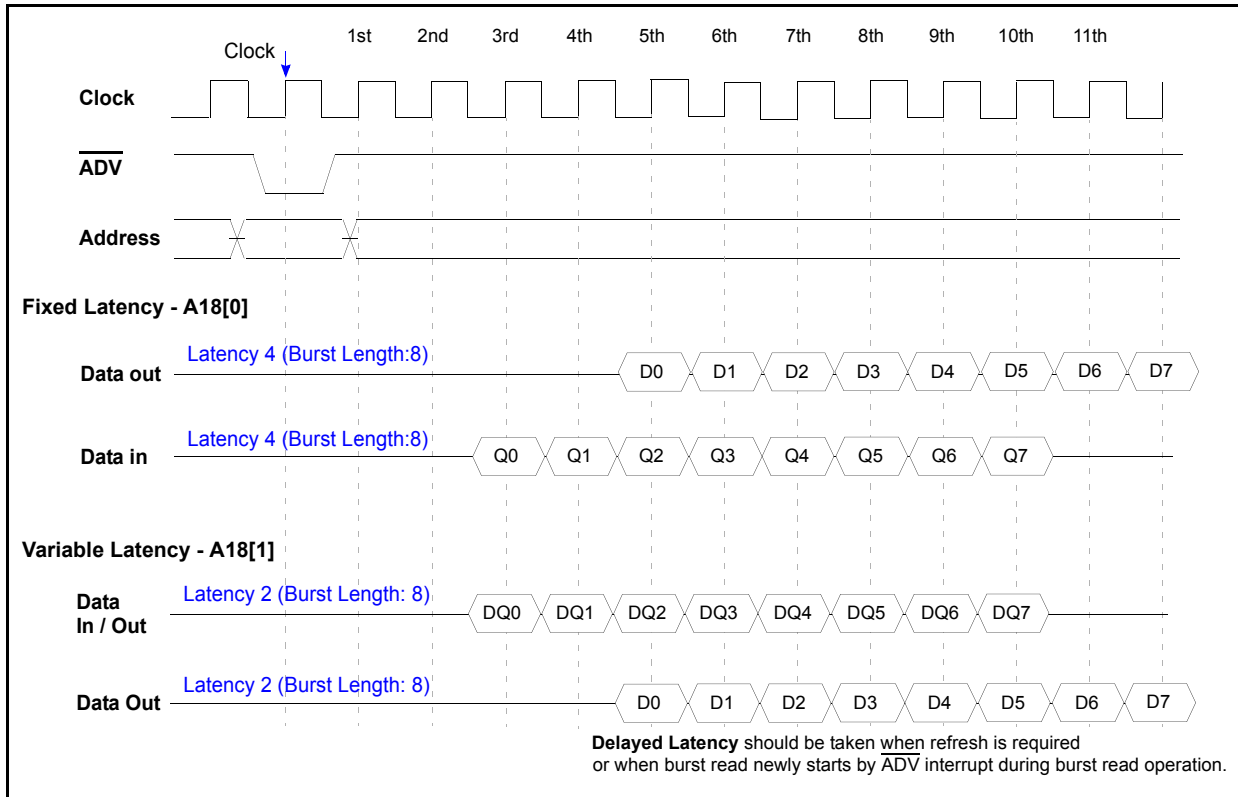 1st 2nd 3rd 4th 5th 6th 7th 8th 9th 10th 11th
Clock
Clock
ADV
Address
Fixed Latency - A18[0]
Latency 4 (Burst Length:8)
Data out D0 D1 D2 D3 D4 D5 D6 D7
Latency 4 (Burst Length:8)
Data in Q0 Q1 Q2 Q3 Q4 Q5 Q6 Q7
Variable Latency - A18[1]
Latency 2 (Burst Length: 8)
Data
In / Out DQ0 DQ1 DQ2 DQ3 DQ4 DQ5 DQ6 DQ7
Latency 2 (Burst Length: 8)
Data Out D0 D1 D2 D3 D4 D5 D6 D7
Delayed Latency should be taken when refresh is required
or when burst read newly starts by ADV interrupt during burst read operation.